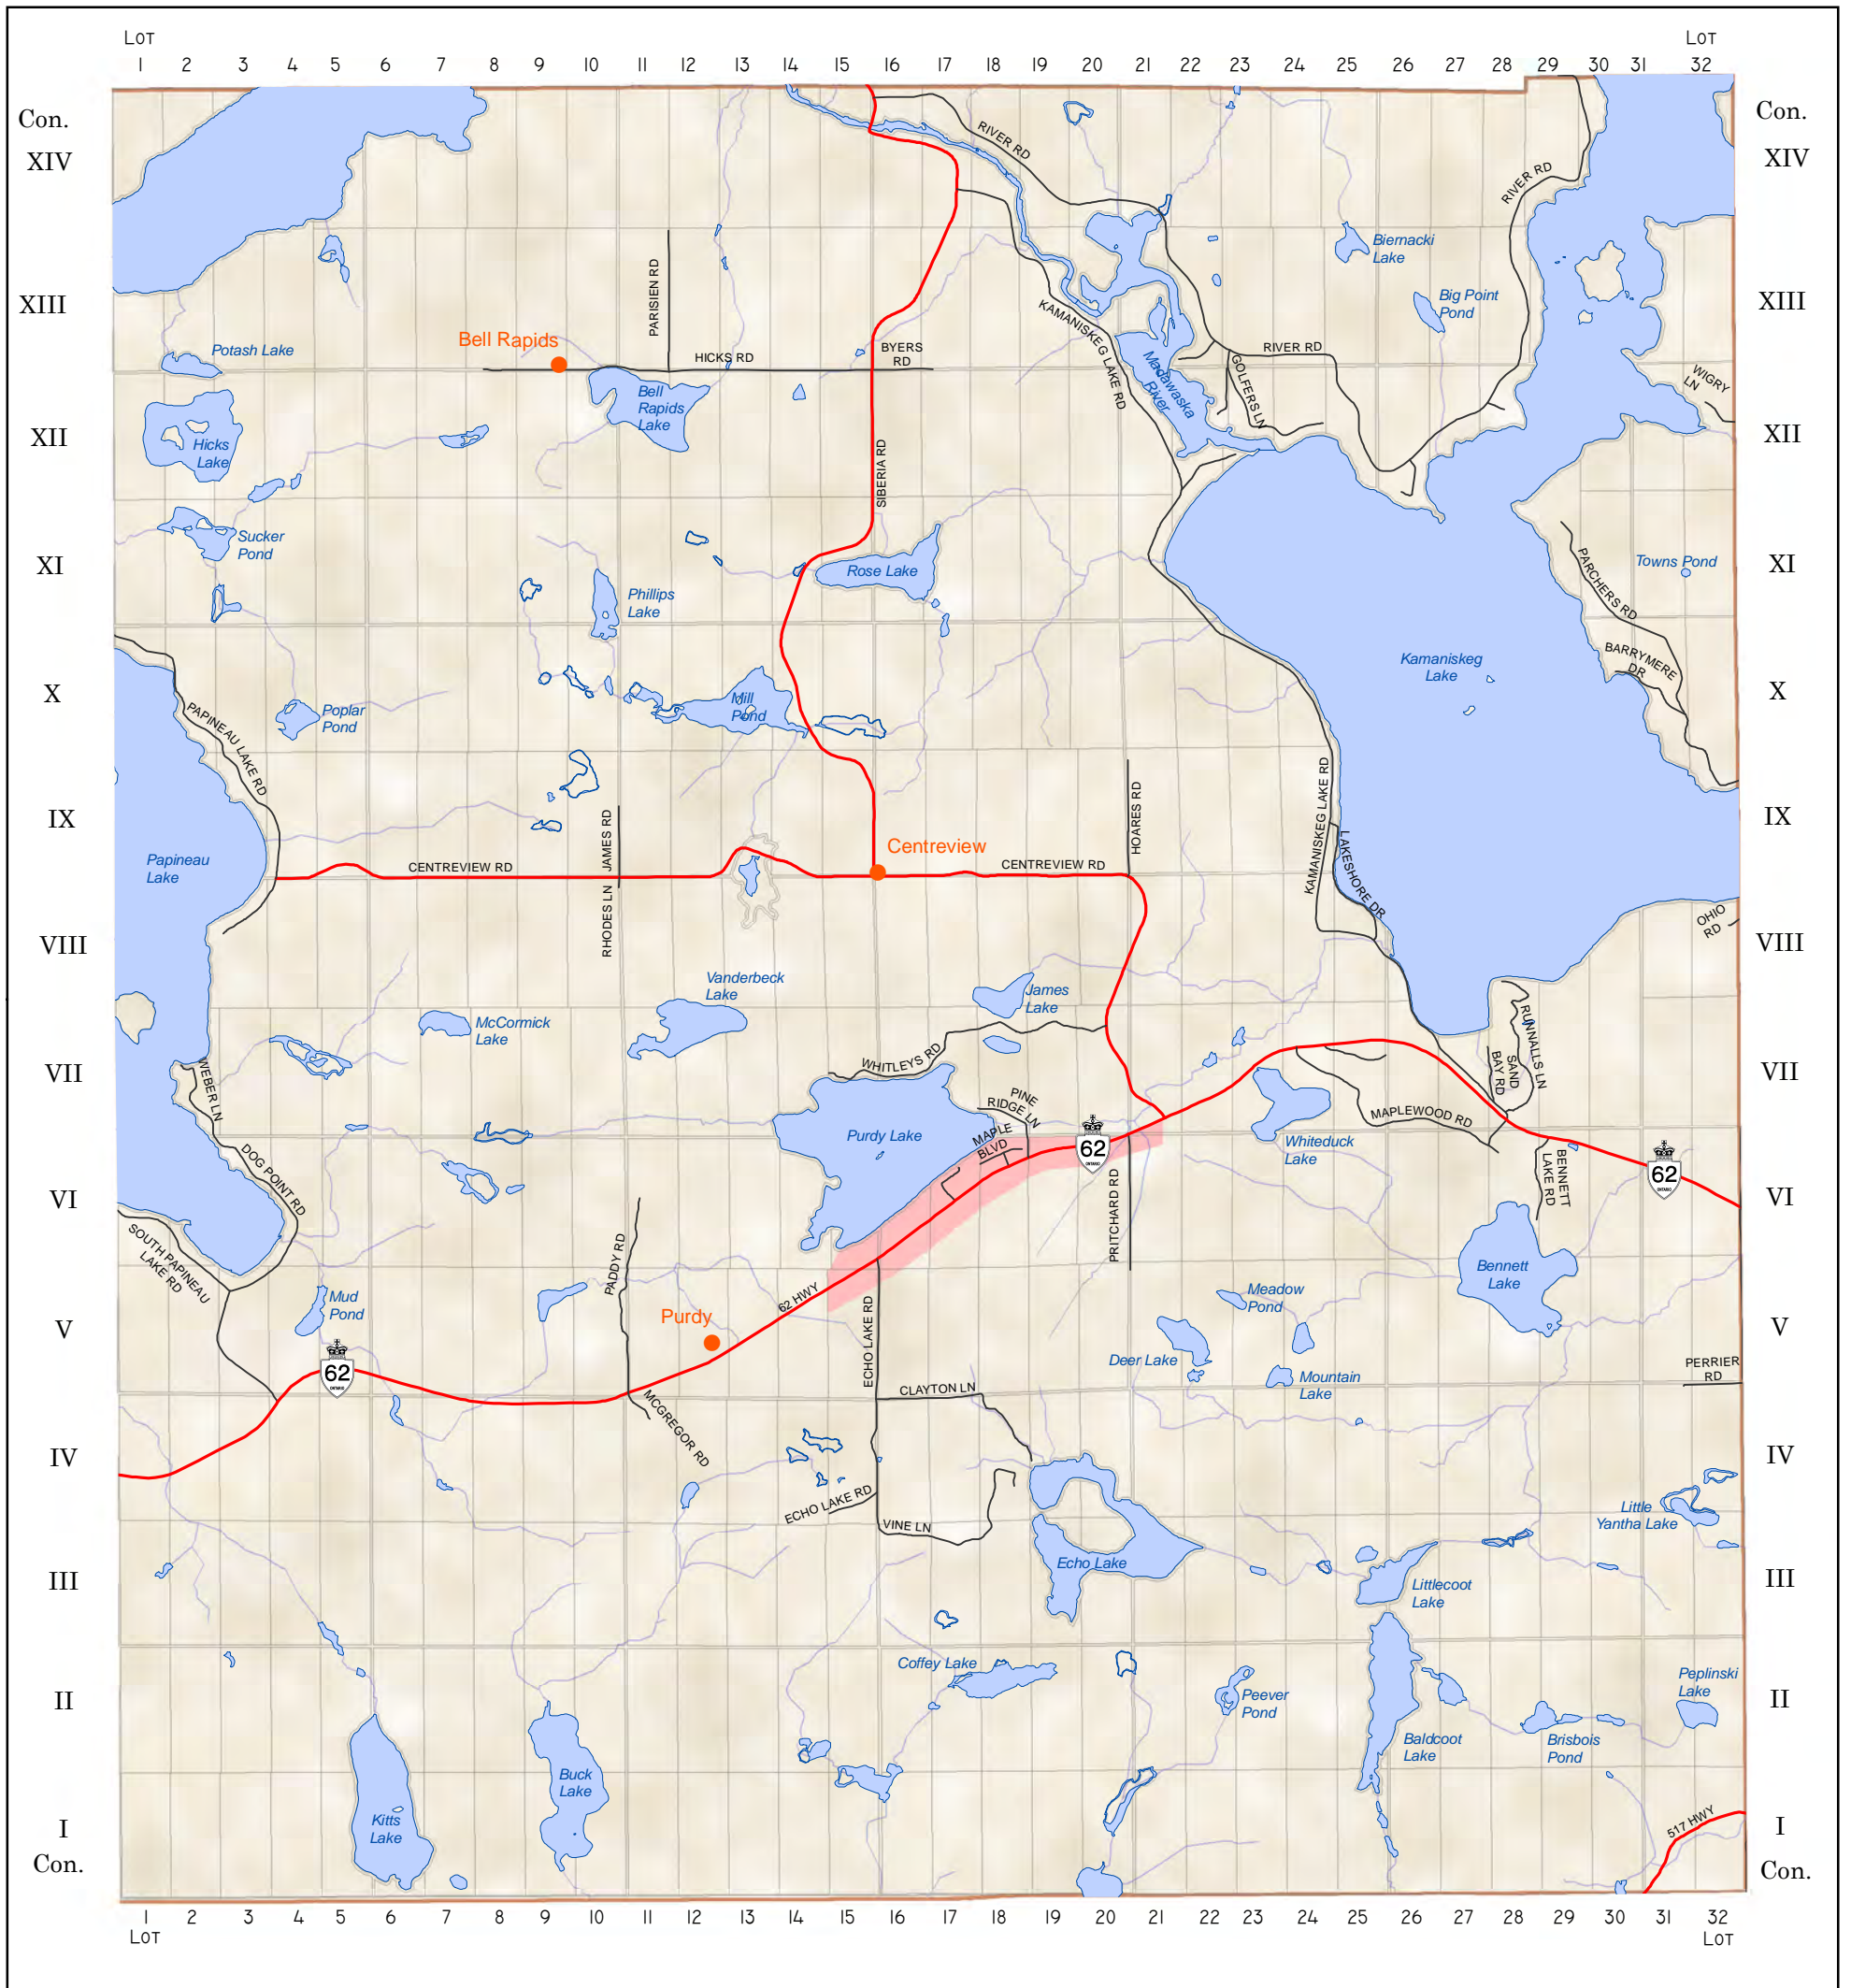 LOT
LOT
1 2 3 4 5 6 7 8 9 10 11 12 13 14 15 16 17 18 19 20 21 22 23 24 25 26 27 28 29 30 31 32
Con.
Con.
XIV
XIV
RIVER RD
RIVER RD
Biernacki
Lake
XIII
XIII
PARISIEN RD
Big Point
Pond
KAMANISKEG LAKE RD
Bell Rapids
Potash Lake
HICKS RD
BYERS
RD
RIVER RD
GOLFERS LN
Madawaska
River
WIGRY
LN
Bell
Rapids
Lake
XII
XII
Hicks
Lake
SIBERIA RD
Sucker
Pond
XI
XI
Rose Lake
Towns Pond
PARCHERS RD
Phillips
Lake
Kamaniskeg
Lake
BARRYMERE
DR
X
X
Mill
Pond
Poplar
Pond
PAPINEAU LAKE RD
IX
IX
JAMES RD
HOARES RD
KAMANISKEG LAKE RD
LAKESHORE DR
Centreview
Papineau
Lake
CENTREVIEW RD
CENTREVIEW RD
RHODES LN
OHIO
RD
VIII
VIII
Vanderbeck
Lake
James
Lake
McCormick
Lake
RUNNALLS LN
SAND
BAY RD
WHITLEYS RD
VII
VII
WEBER LN
PINE
RIDGE LN
MAPLEWOOD RD
Purdy Lake
MAPLE
BLVD
62
ONTARIO
Whiteduck
Lake
DOG POINT RD
62
ONTARIO
BENNETT
LAKE RD
VI
VI
PRITCHARD RD
SOUTH PAPINEAU
LAKE RD
PADDY RD
Bennett
Lake
Mud
Pond
62 HWY
Meadow
Pond
Purdy
V
V
ECHO LAKE RD
Deer Lake
62
ONTARIO
Mountain
Lake
PERRIER
RD
CLAYTON LN
MCGREGOR RD
IV
IV
ECHO LAKE RD
VINE LN
Little
Yantha Lake
Echo Lake
III
III
Littlecoot
Lake
Coffey Lake
Peplinski
Lake
II
II
Peever
Pond
Baldcoot
Lake
Brisbois
Pond
Buck
Lake
Kitts
Lake
517 HWY
I
I
Con.
Con.
1 2 3 4 5 6 7 8 9 10 11 12 13 14 15 16 17 18 19 20 21 22 23 24 25 26 27 28 29 30 31 32
LOT
LOT